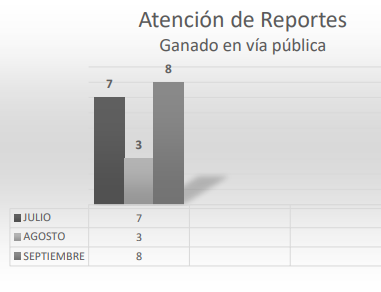 Atención de Reportes
Ganado en vía pública
8
7
3
JULIO 7
AGOSTO 3
SEPTIEMBRE 8